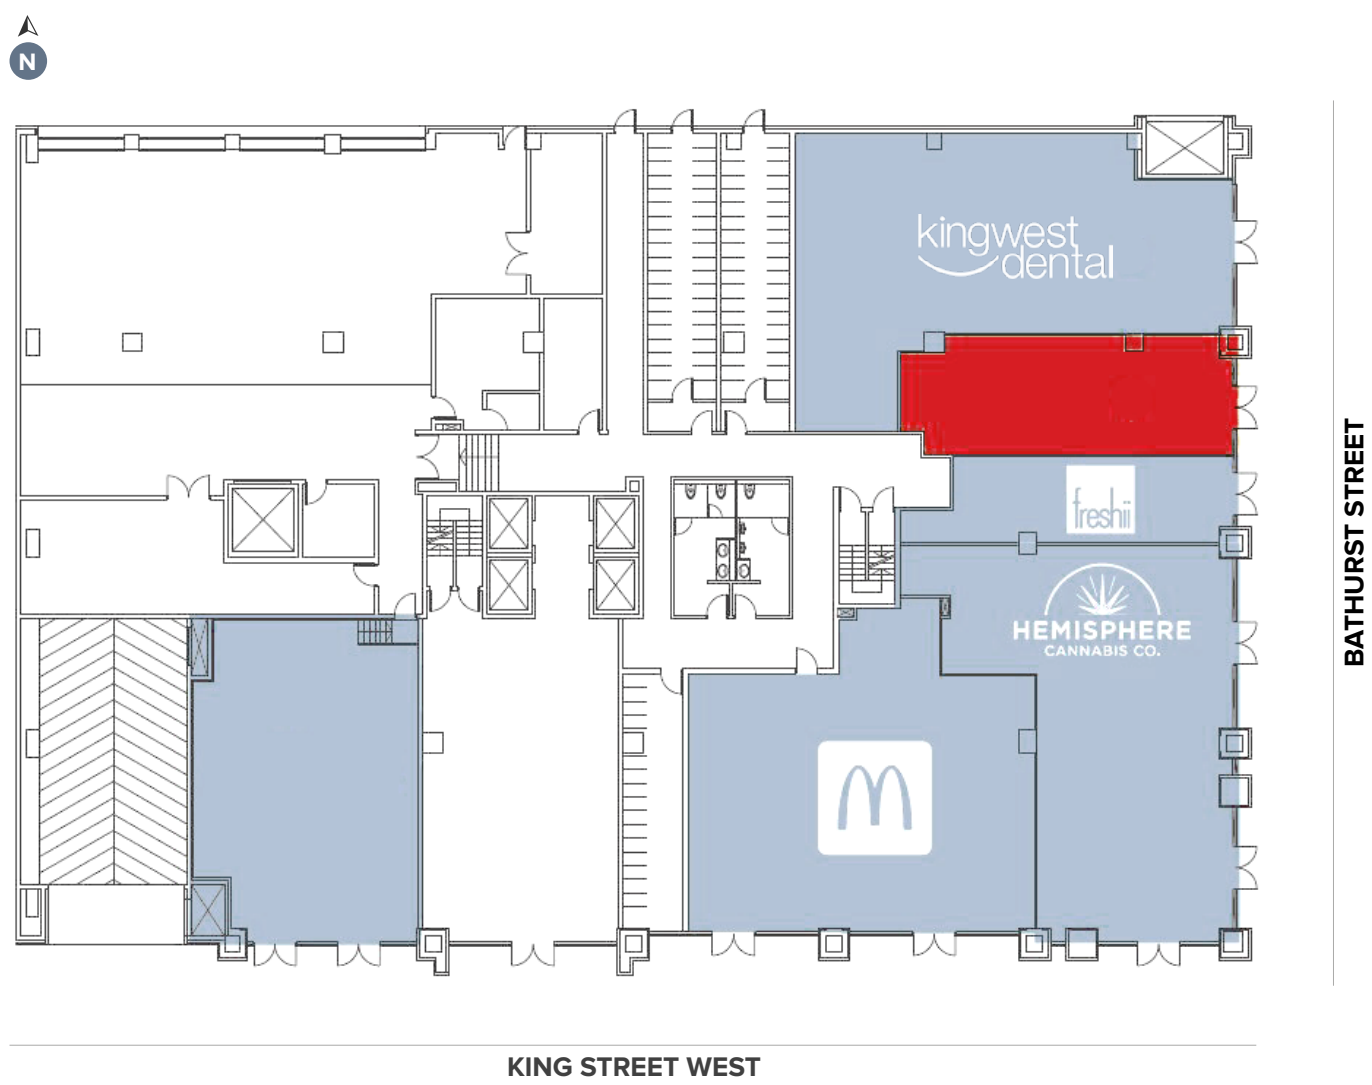 N
kingwest
dental
freshii
HEMISPHERE
CANNABIS CO.
M
BATHURST STREET
KING STREET WEST